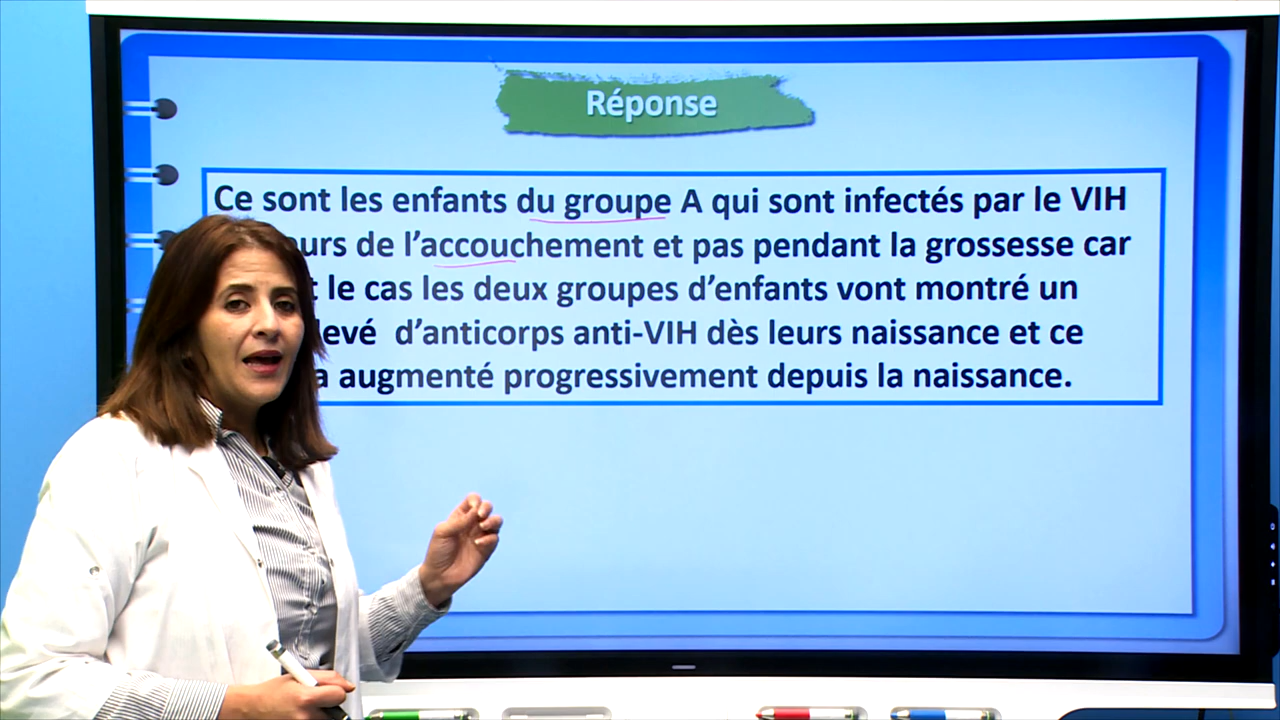 Réponse
Ce sont les enfants du groupe A qui sont infectés par le VIH
de l'accouchement et pas pendant la grossesse car
le cas les deux groupes d'enfants vont montré un
d'anticorps anti-VIH dès leurs naissance et ce
augmenté progressivement depuis la naissance.